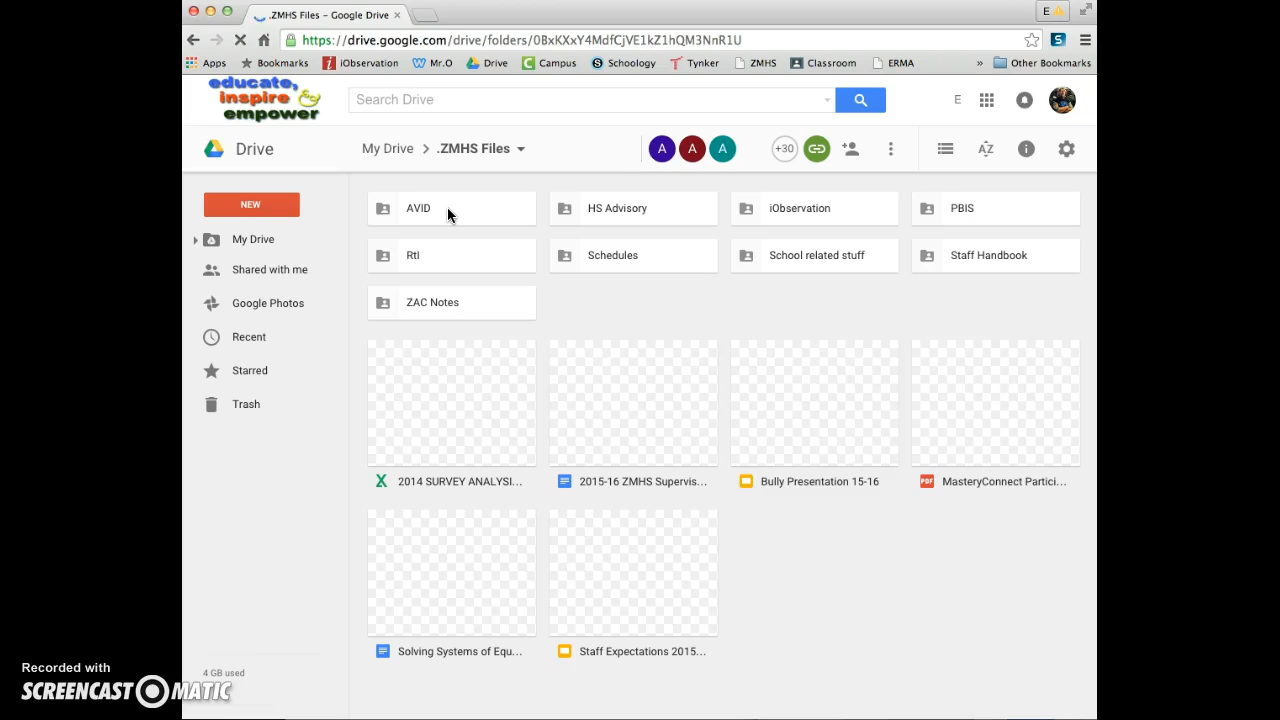 .ZMHS Files – Google Drive
E
https://drive.google.com/drive/folders/0BxKXxY4MdfCjVE1kZ1hQM3NnR1U
Apps Bookmarks iObservation Mr.O Drive Campus Schoology Tynker ZMHS Classroom ERMA » Other Bookmarks
educate,
inspire
empower
Search Drive
E
Drive
My Drive > .ZMHS Files
A A A +30
AZ
NEW
My Drive
Shared with me
Google Photos
Recent
Starred
Trash
4 GB used
AVID HS Advisory iObservation PBIS
RtI Schedules School related stuff Staff Handbook
ZAC Notes
2014 SURVEY ANALYSI... 2015-16 ZMHS Supervis... Bully Presentation 15-16 PDF MasteryConnect Partici...
Solving Systems of Equ... Staff Expectations 2015...
Recorded with
SCREENCAST-O-MATIC